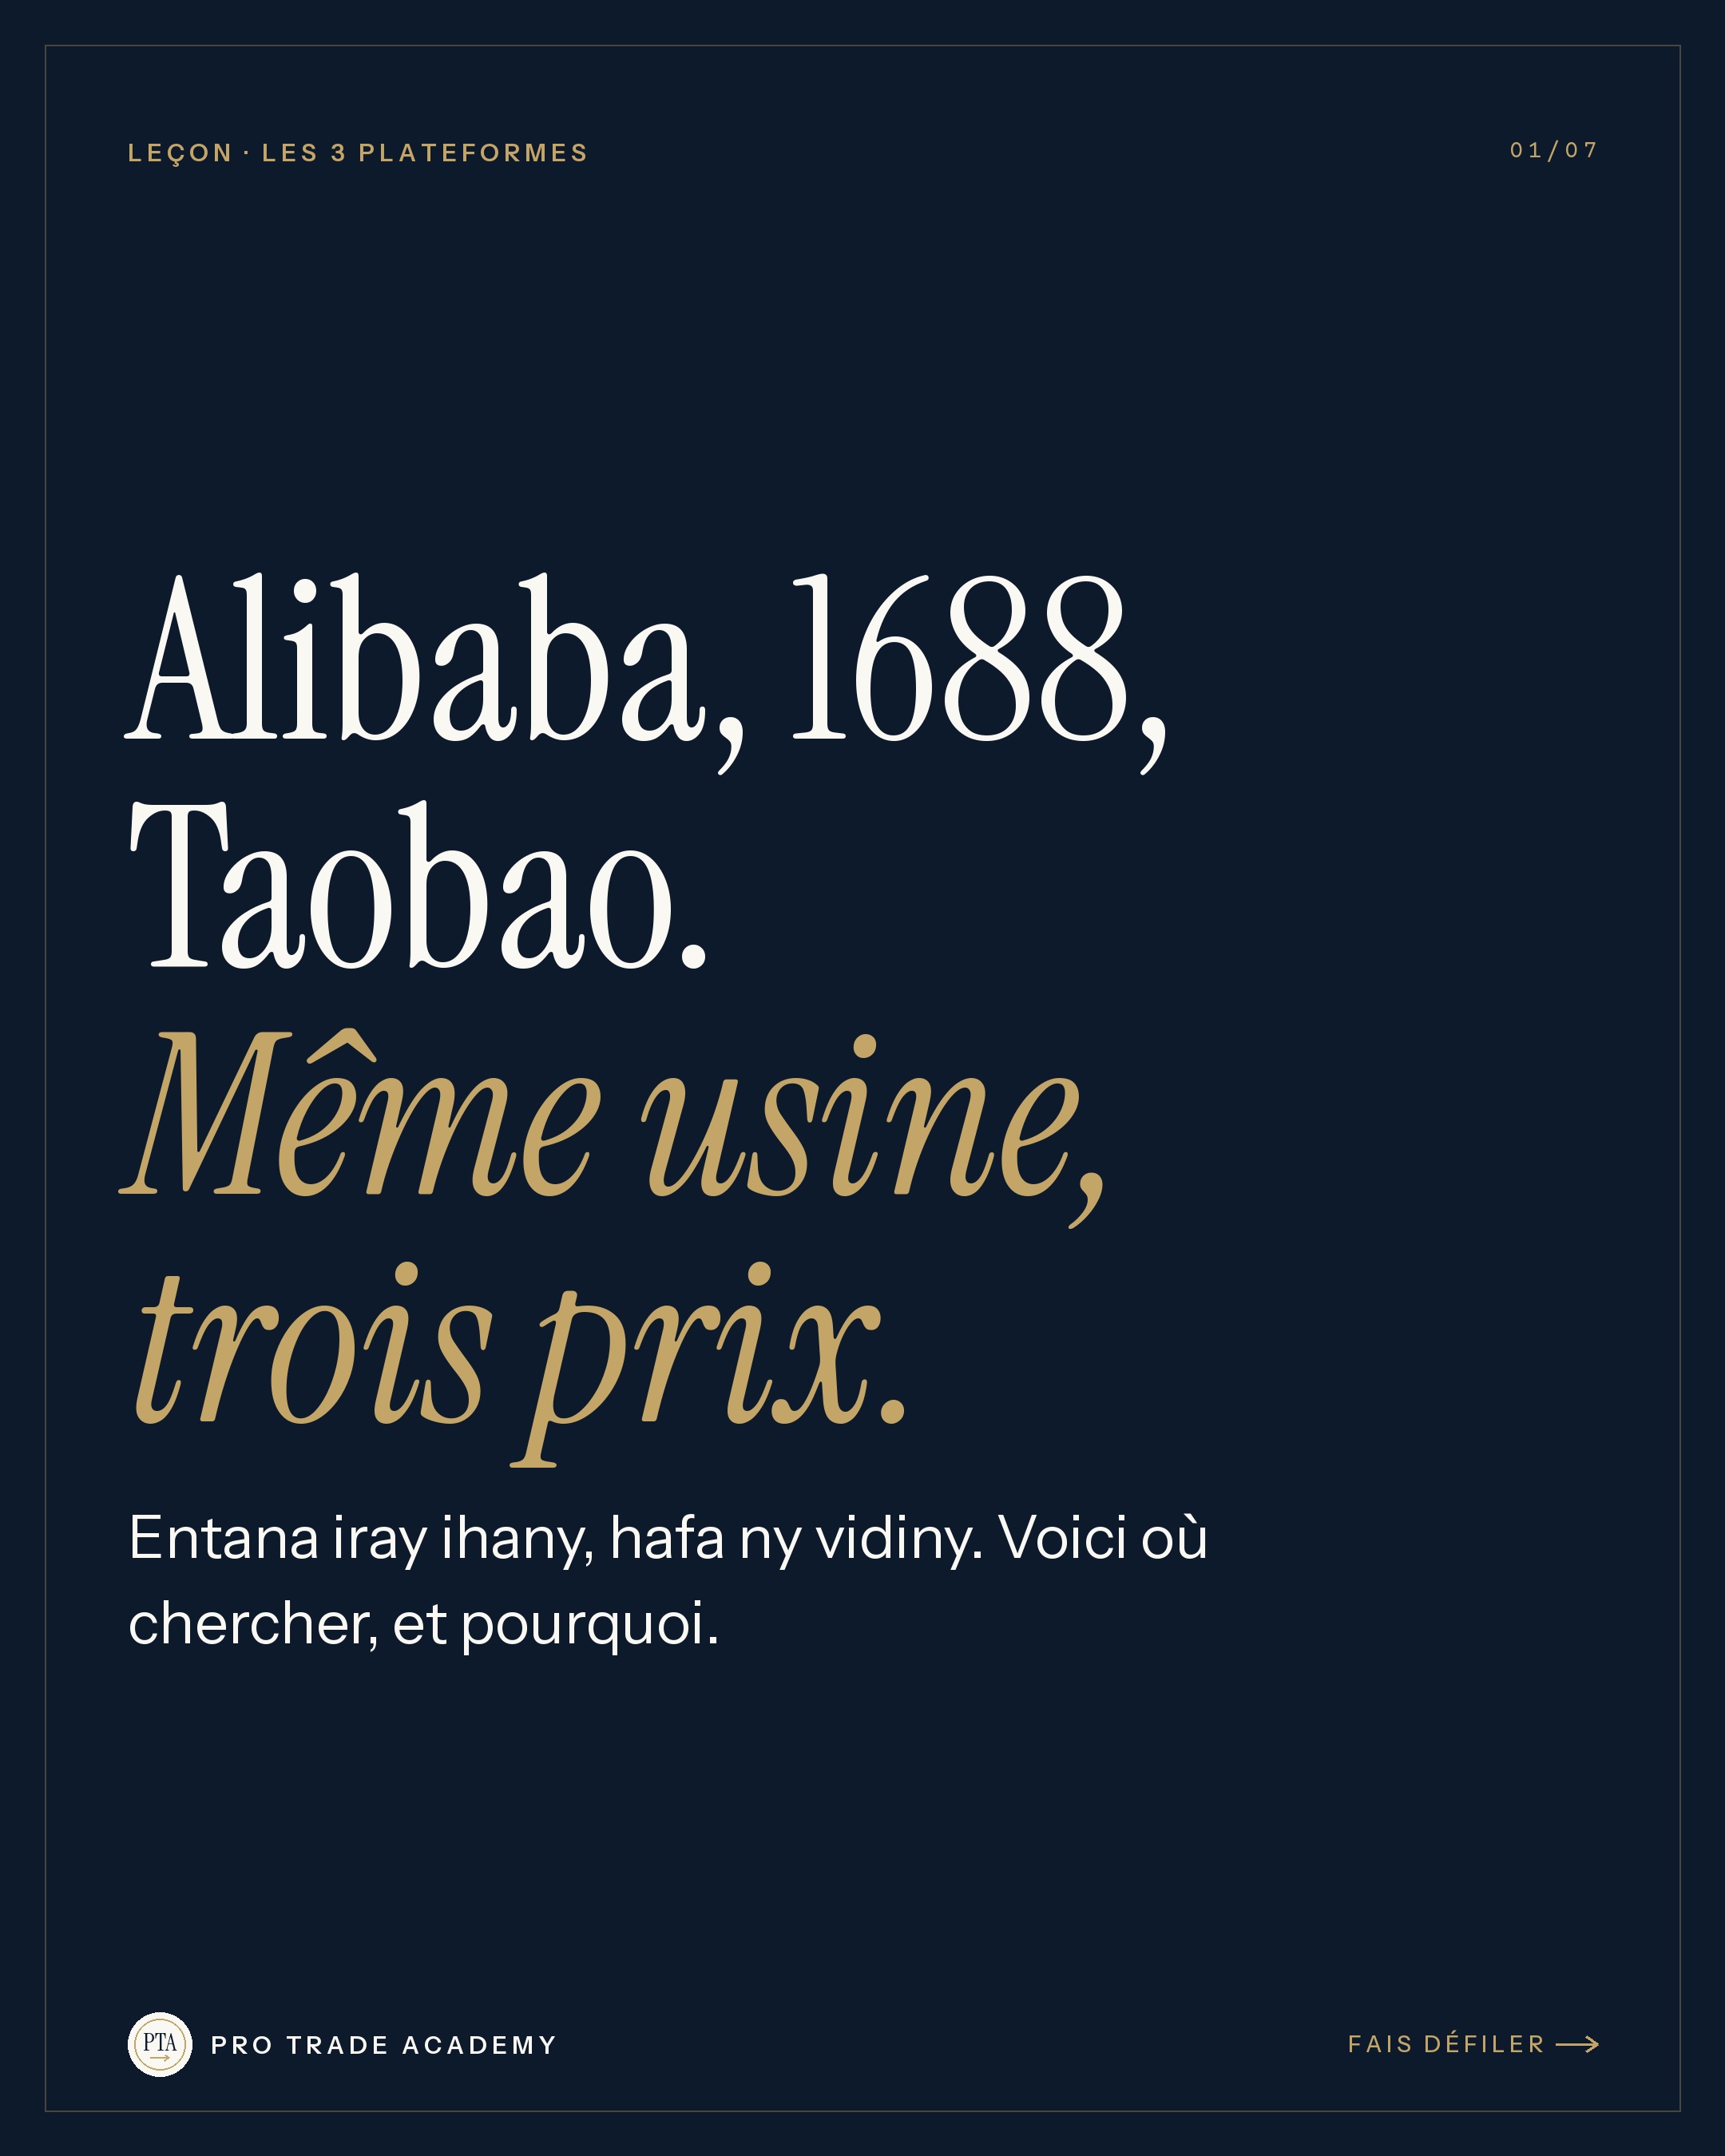 LEÇON · LES 3 PLATEFORMES
01/07
Alibaba, 1688,
Taobao.
Même usine,
trois prix.
Entana iray ihany, hafa ny vidiny. Voici où
chercher, et pourquoi.
PTA
PRO TRADE ACADEMY
FAIS DÉFILER →